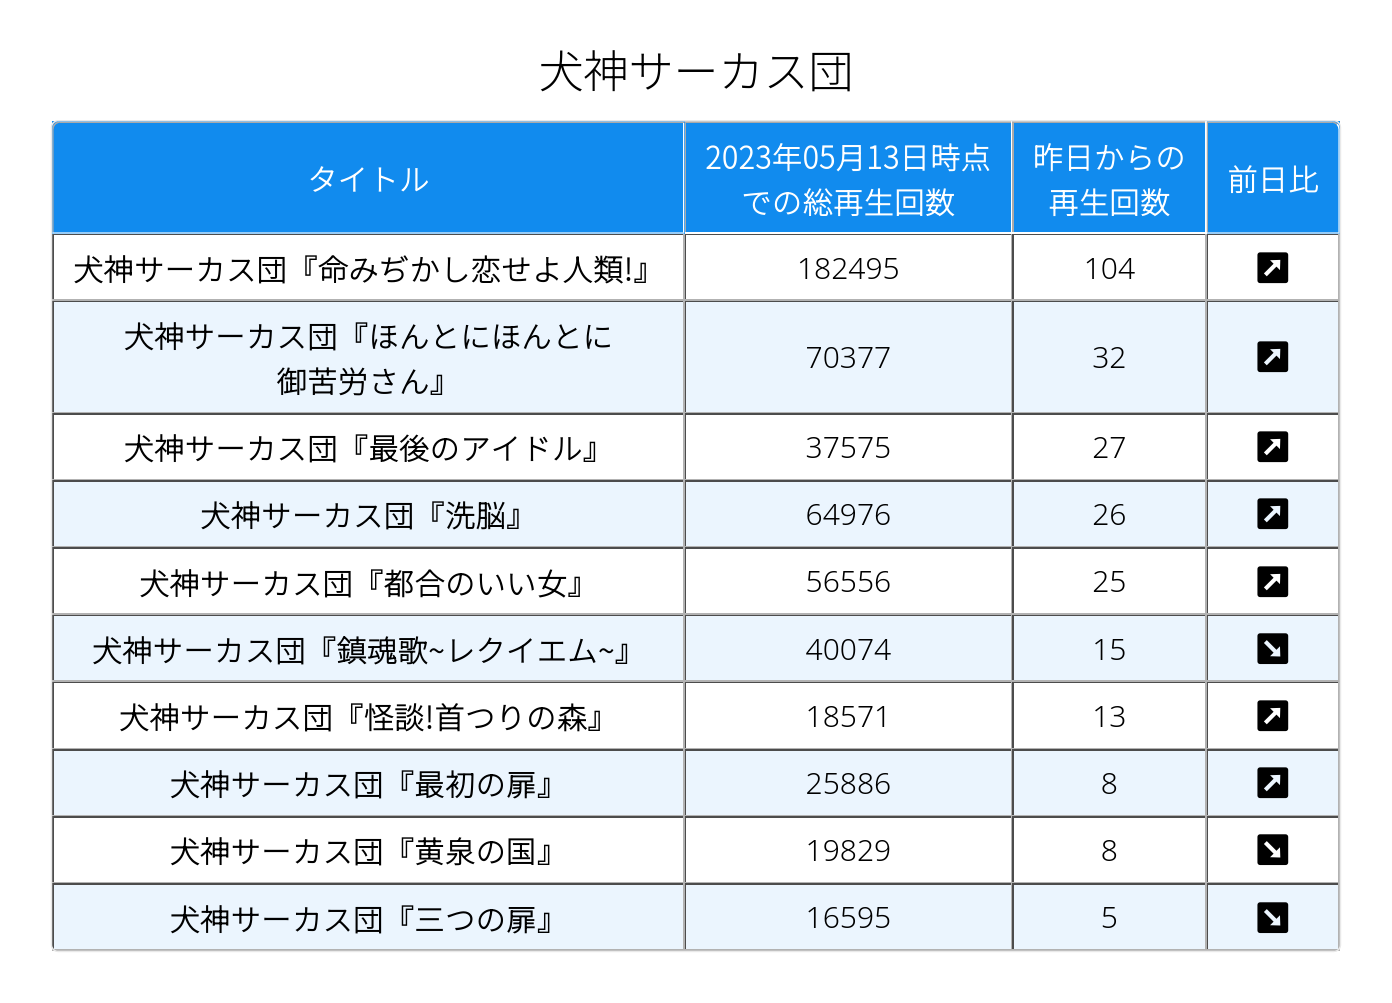 犬神サーカス団
タイトル
2023年05月13日時点
での総再生回数
昨日からの
再生回数
前日比
犬神サーカス団『命みぢかし恋せよ人類!』
182495
104
犬神サーカス団『ほんとにほんとに
御苦労さん』
70377
32
犬神サーカス団『最後のアイドル』
37575
27
犬神サーカス団『洗脳』
64976
26
犬神サーカス団『都合のいい女』
56556
25
犬神サーカス団『鎮魂歌~レクイエム~』
40074
15
犬神サーカス団『怪談!首つりの森』
18571
13
犬神サーカス団『最初の扉』
25886
8
犬神サーカス団『黄泉の国』
19829
8
犬神サーカス団『三つの扉』
16595
5